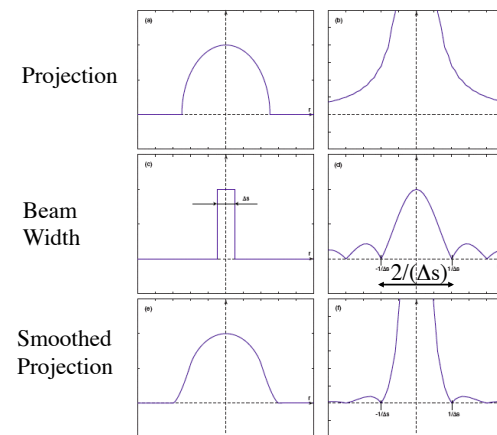 (a)
(b)
Projection
r
(c)
(d)
Δs
Beam
Width
-1/Δs
1/Δs
2/(Δs)
(e)
(f)
Smoothed
Projection
r
-1/Δs
1/Δs